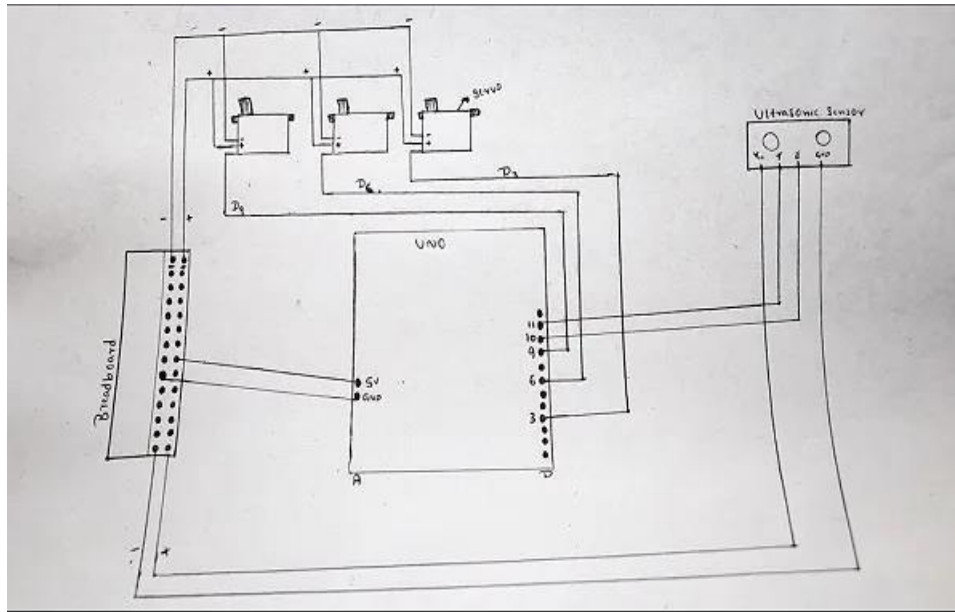 - - -
+ + +
servo
- + - + - +
Ultrasonic Sensor
Vcc T E GND
D3
D6.
D9
- +
UNO
11
10
9
6
3
5V
GND
Breadboard
A D
- +